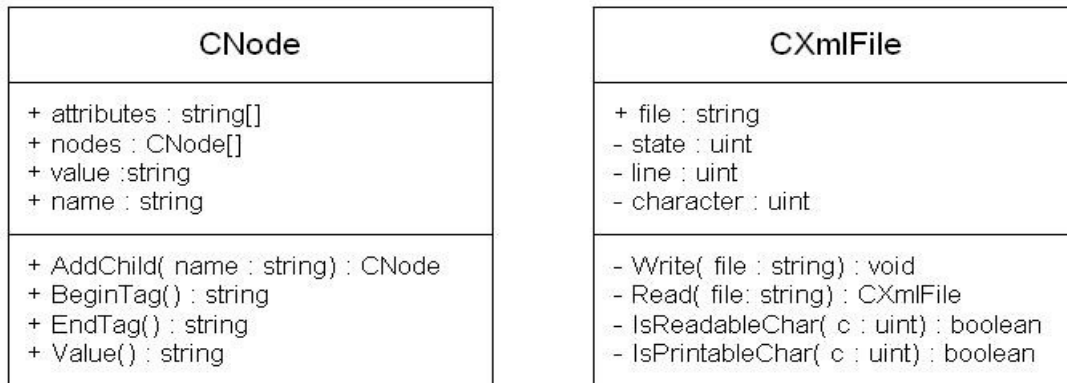 CNode
+ attributes : string[]
+ nodes : CNode[]
+ value :string
+ name : string
+ AddChild( name : string) : CNode
+ BeginTag() : string
+ EndTag() : string
+ Value() : string
CXmlFile
+ file : string
- state : uint
- line : uint
- character : uint
- Write( file : string) : void
- Read( file: string) : CXmlFile
- IsReadableChar( c : uint) : boolean
- IsPrintableChar( c : uint) : boolean